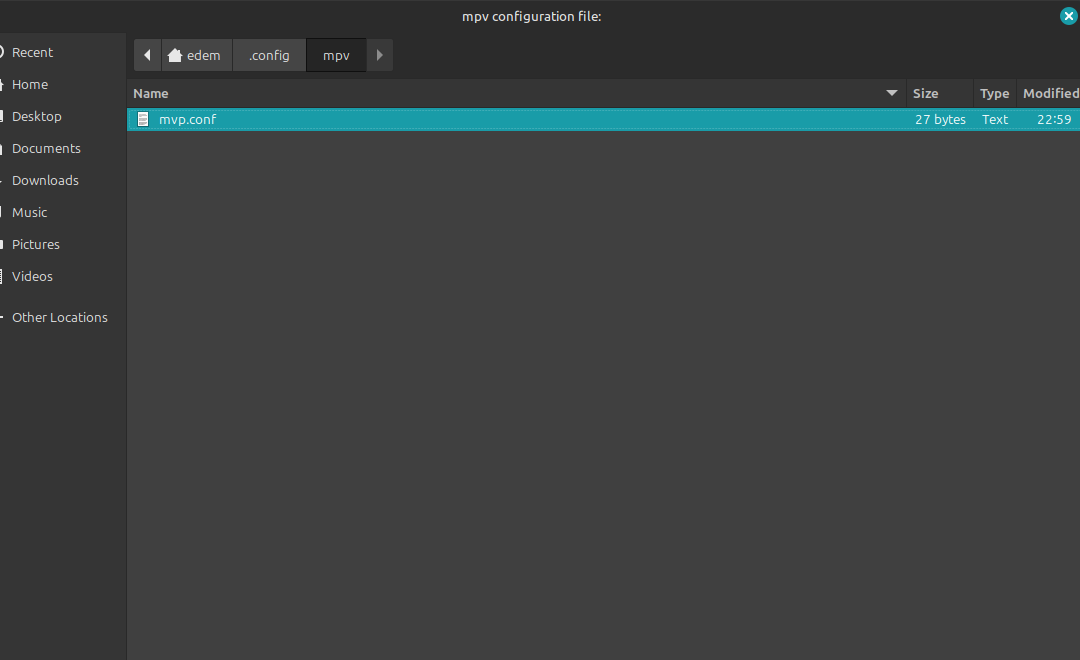 mpv configuration file:
Recent
Home
Desktop
Documents
Downloads
Music
Pictures
Videos
Other Locations
edem .config mpv
Name Size Type Modified
mvp.conf 27 bytes Text 22:59